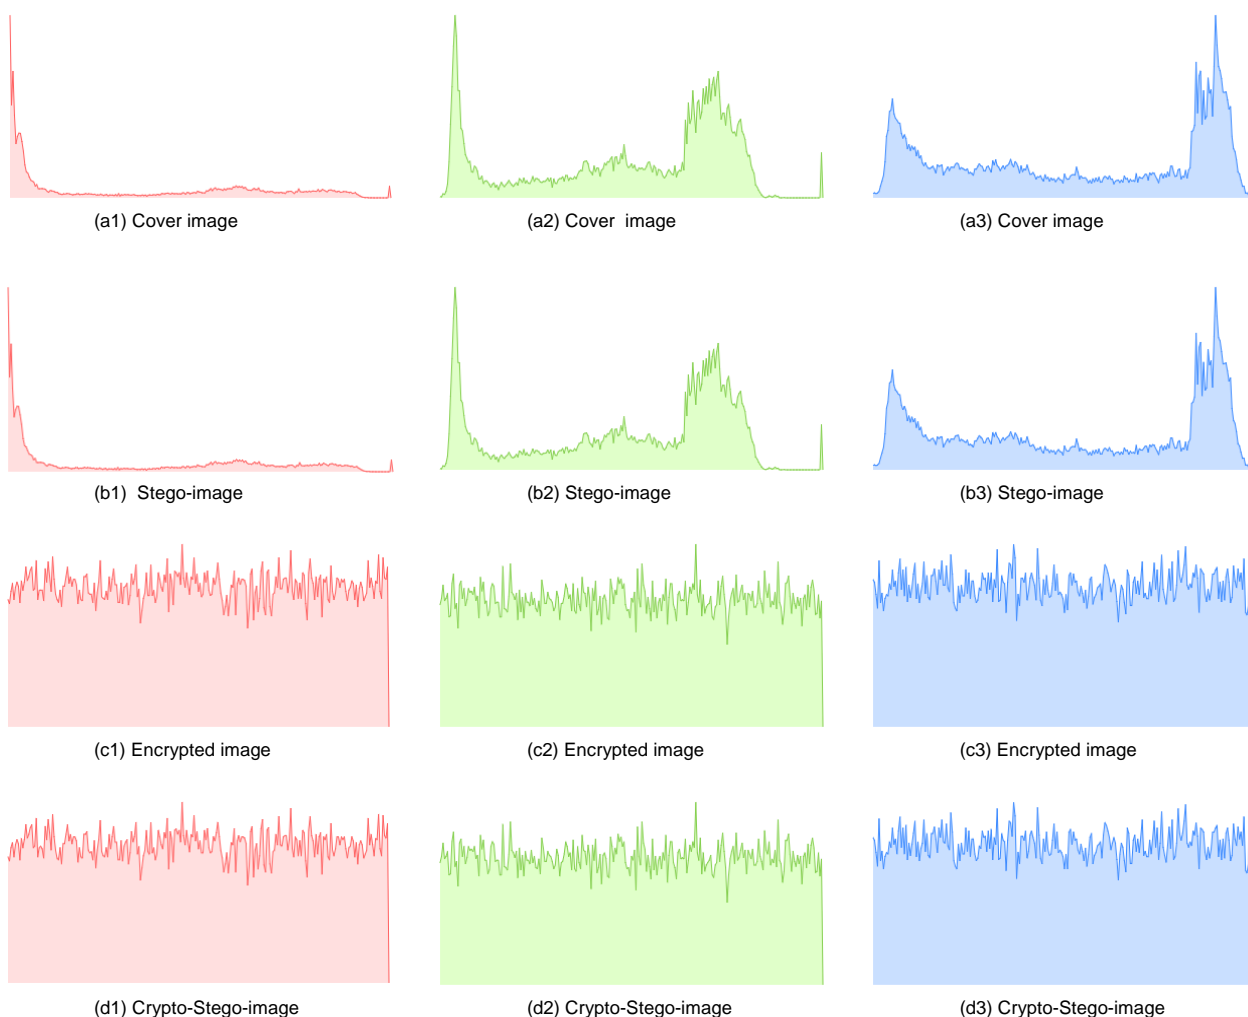 (a1) Cover image
(a2) Cover  image
(a3) Cover image
(b1)  Stego-image
(b2) Stego-image
(b3) Stego-image
(c1) Encrypted image
(c2) Encrypted image
(c3) Encrypted image
(d1) Crypto-Stego-image
(d2) Crypto-Stego-image
(d3) Crypto-Stego-image